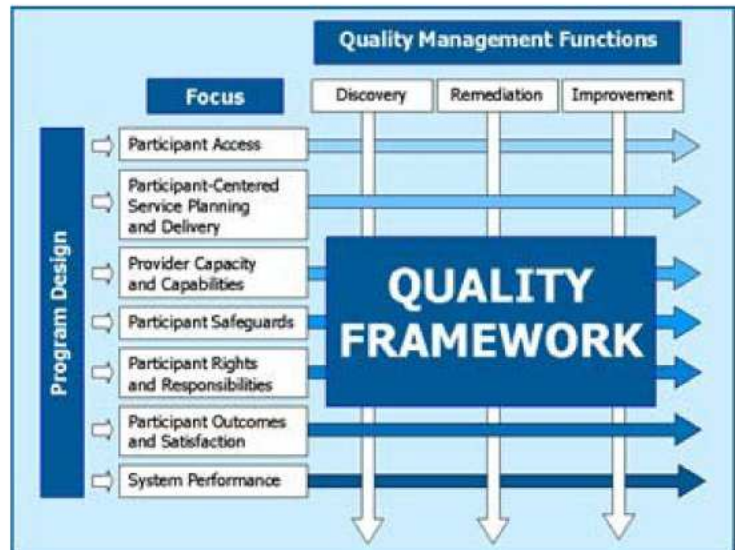 Quality Management Functions
Focus
Discovery
Remediation
Improvement
Program Design
Participant Access
Participant-Centered
Service Planning
and Delivery
Provider Capacity
and Capabilities
Participant Safeguards
Participant Rights
and Responsibilities
Participant Outcomes
and Satisfaction
System Performance
QUALITY
FRAMEWORK